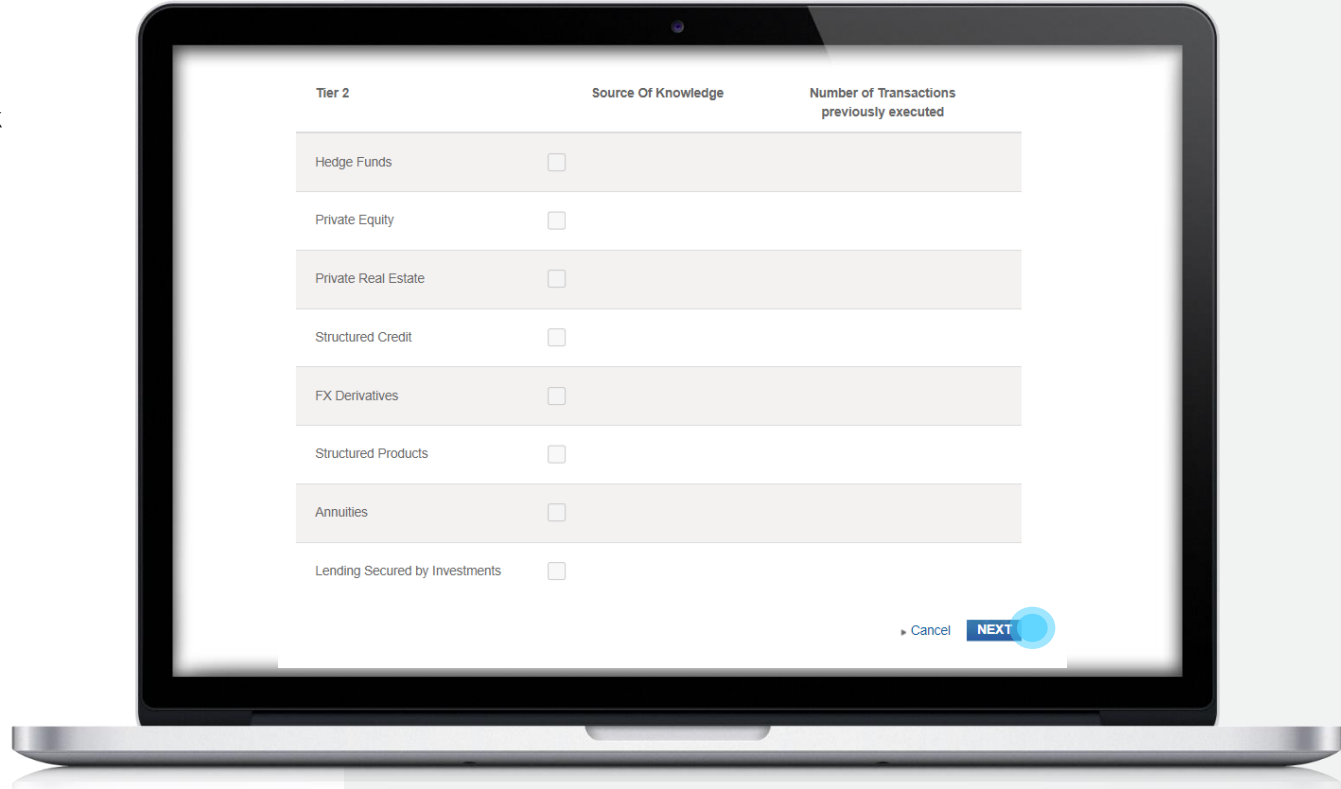 Tier 2 Source Of Knowledge Number of Transactions
previously executed
Hedge Funds
Private Equity
Private Real Estate
Structured Credit
FX Derivatives
Structured Products
Annuities
Lending Secured by Investments
Cancel NEXT